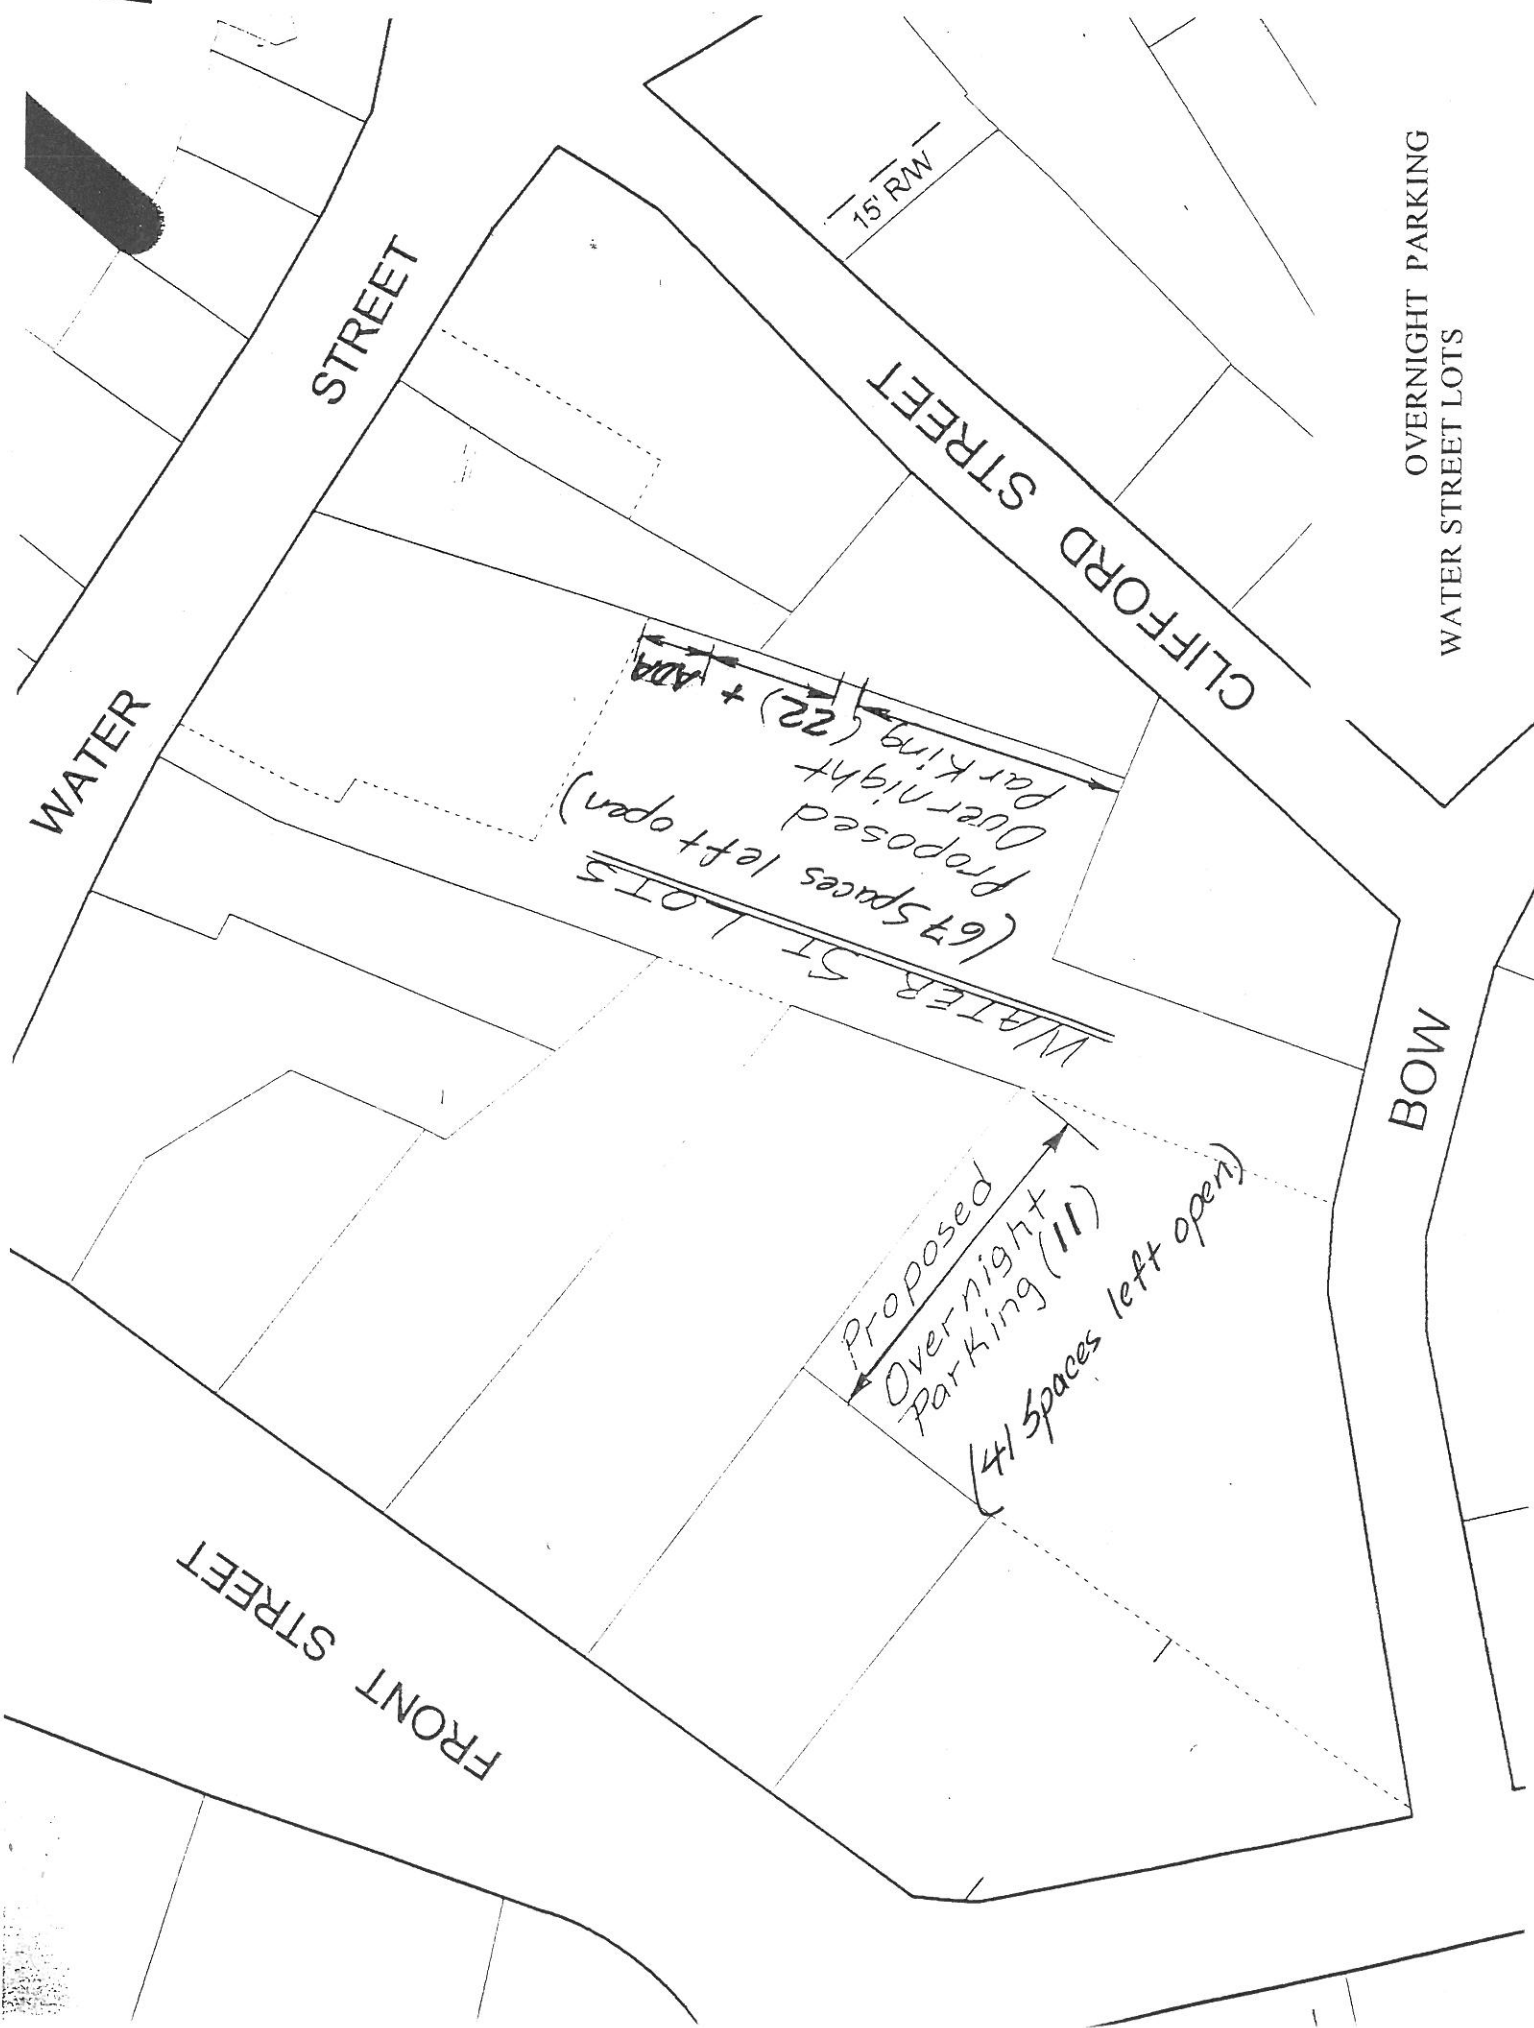 OVERNIGHT PARKING
WATER STREET LOTS
WATER STREET
15' R/W
CLIFFORD STREET
BOW
FRONT STREET
WATER ST LOTS
(67 Spaces left open)
Proposed
Overnight
Parking (22) + ADA
ADA
Proposed
Overnight
Parking (11)
(41 Spaces left open)